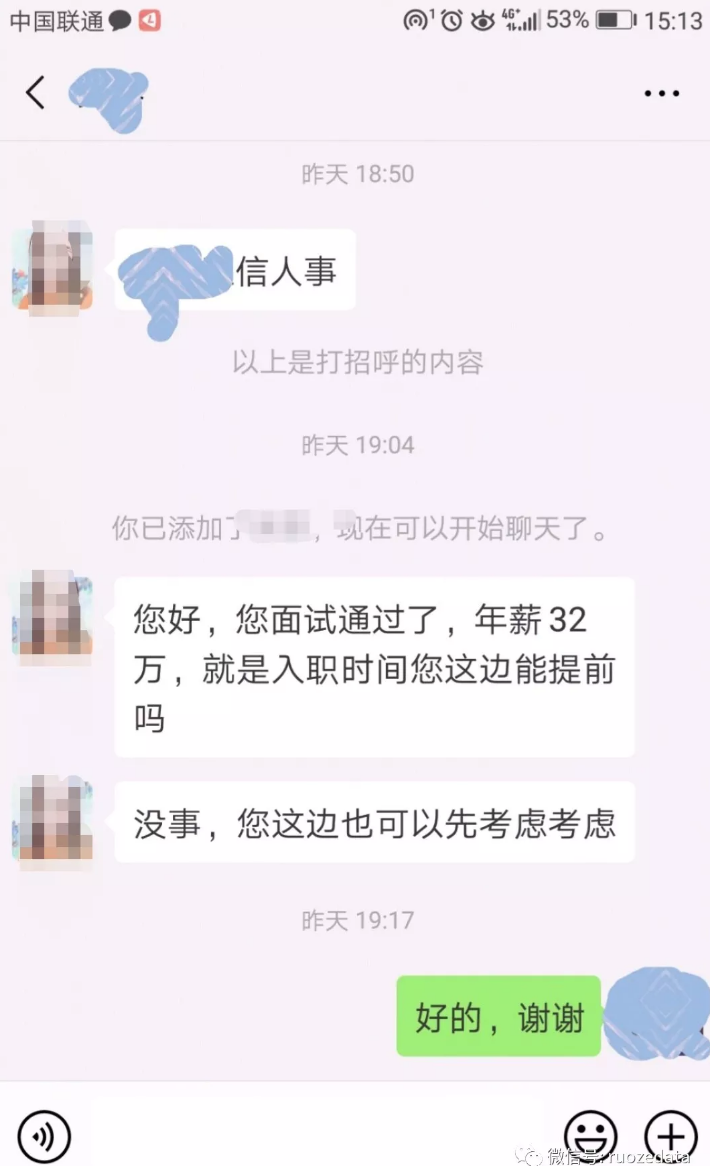 中国联通 4G+ 53% 15:13
昨天 18:50
信人事
以上是打招呼的内容
昨天 19:04
你已添加了，现在可以开始聊天了。
您好，您面试通过了，年薪32
万，就是入职时间您这边能提前
吗
没事，您这边也可以先考虑考虑
昨天 19:17
好的，谢谢
微信号: ruozedata